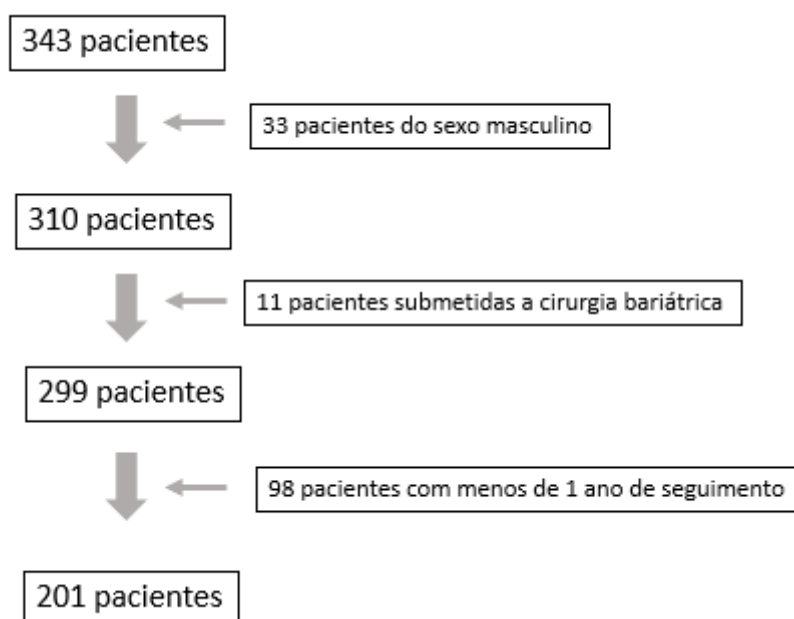 343 pacientes
33 pacientes do sexo masculino
310 pacientes
11 pacientes submetidas a cirurgia bariátrica
299 pacientes
98 pacientes com menos de 1 ano de seguimento
201 pacientes